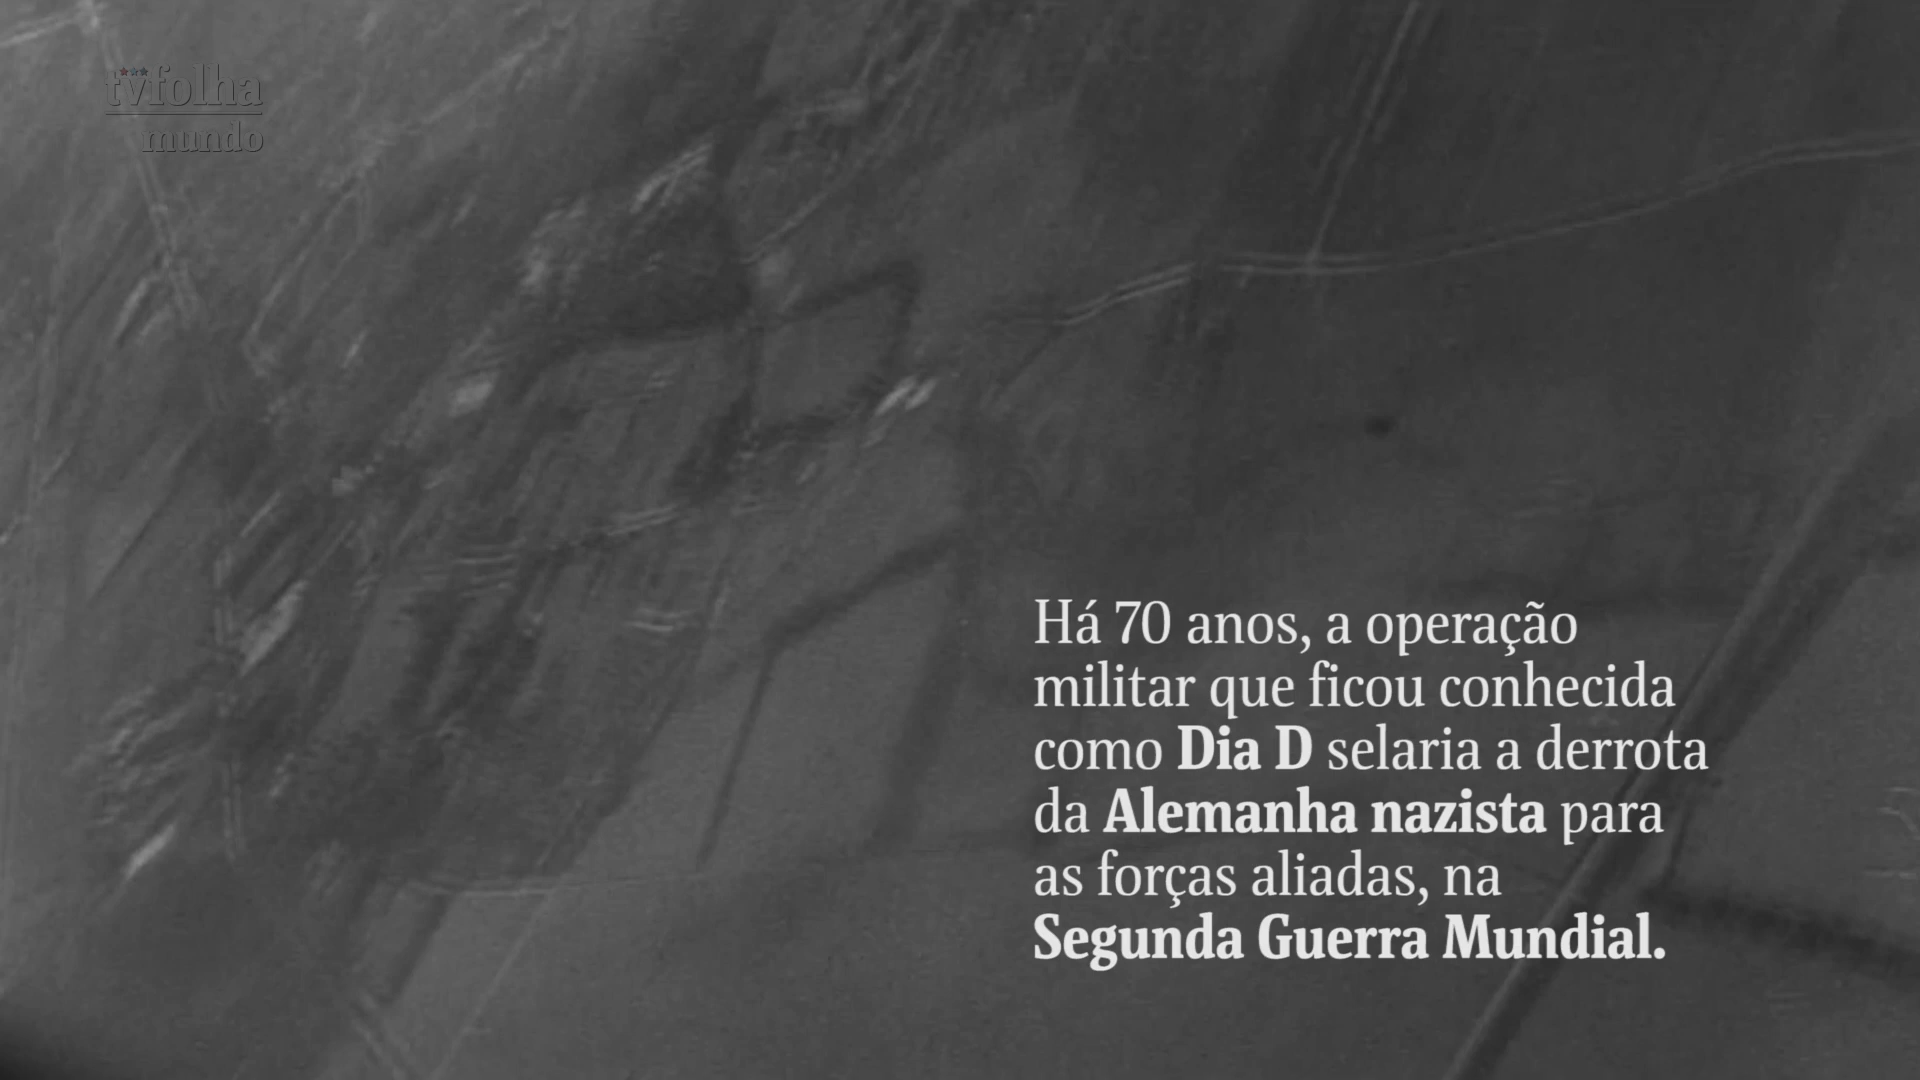 tvfolha
mundo
Há 70 anos, a operação
militar que ficou conhecida
como Dia D selaria a derrota
da Alemanha nazista para
as forças aliadas, na
Segunda Guerra Mundial.